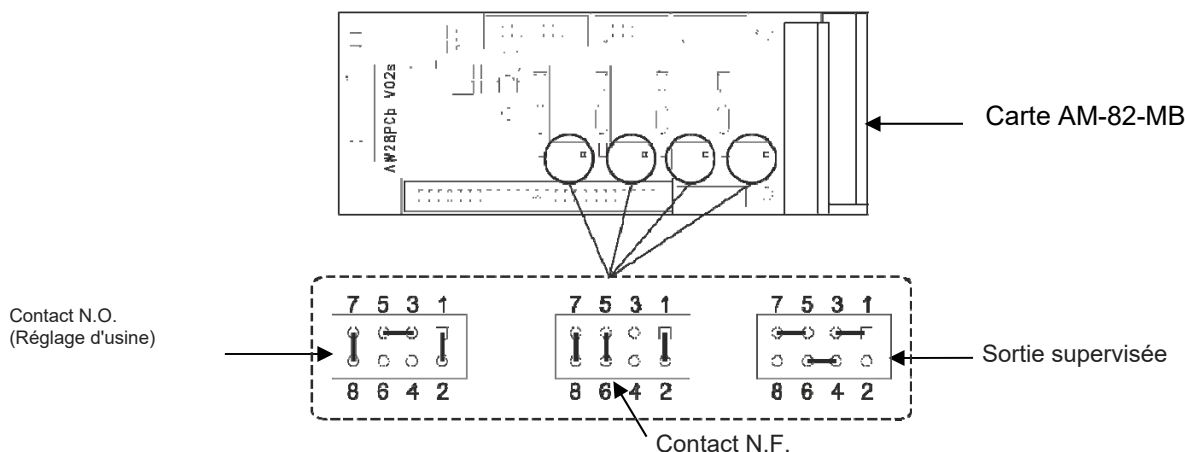 AW28PCb V02s
Carte AM-82-MB
Contact N.O.
(Réglage d'usine)
7 5 3 1
8 6 4 2
7 5 3 1
8 6 4 2
7 5 3 1
8 6 4 2
Sortie supervisée
Contact N.F.